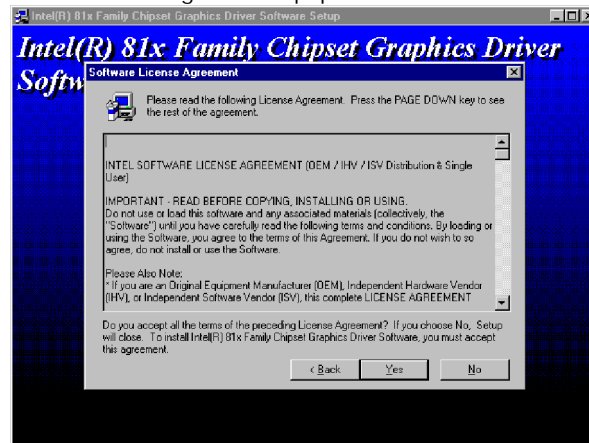 Intel(R) 81x Family Chipset Graphics Driver Software Setup
Intel(R) 81x Family Chipset Graphics Driver
Softw
Software License Agreement
Please read the following License Agreement. Press the PAGE DOWN key to see
the rest of the agreement.
INTEL SOFTWARE LICENSE AGREEMENT (OEM / IHV / ISV Distribution & Single
User)
IMPORTANT - READ BEFORE COPYING, INSTALLING OR USING.
Do not use or load this software and any associated materials (collectively, the
"Software") until you have carefully read the following terms and conditions. By loading or
using the Software, you agree to the terms of this Agreement. If you do not wish to so
agree, do not install or use the Software.
Please Also Note:
* If you are an Original Equipment Manufacturer (OEM), Independent Hardware Vendor
(IHV), or Independent Software Vendor (ISV), this complete LICENSE AGREEMENT
Do you accept all the terms of the preceding License Agreement? If you choose No, Setup
will close. To install Intel(R) 81x Family Chipset Graphics Driver Software, you must accept
this agreement.
< Back Yes No